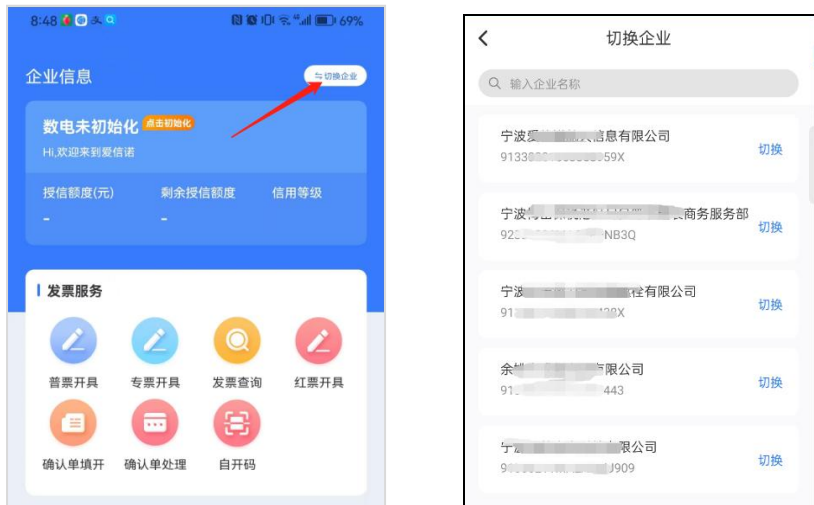 8:48
69%
企业信息
切换企业
数电未初始化 点击初始化
Hi,欢迎来到爱信诺
授信额度(元) 剩余授信额度 信用等级
- -
发票服务
普票开具 专票开具 发票查询 红票开具
确认单填开 确认单处理 自开码
切换企业
输入企业名称
宁波 信息有限公司
9133 59X
切换
宁波 商务服务部
92 NB3Q
切换
宁波 有限公司
91 X
切换
余 有限公司
91 443
切换
限公司
J909
切换